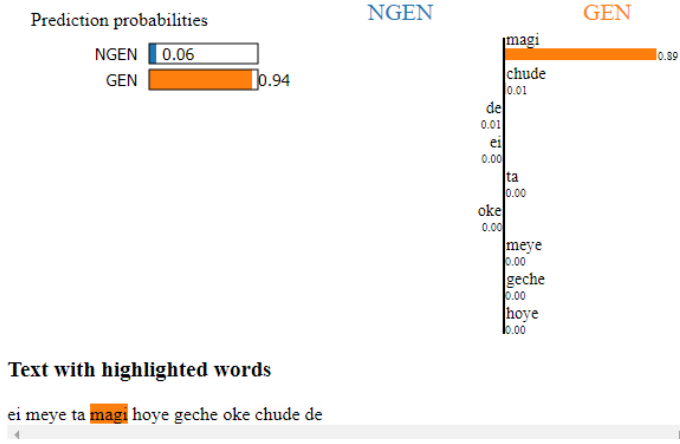 Prediction probabilities
NGEN 0.06
GEN 0.94
NGEN GEN
magi
0.89
chude
0.01
de
0.01
ei
0.00
ta
0.00
oke
0.00
meye
0.00
geche
0.00
hoye
0.00
Text with highlighted words
ei meye ta magi hoye geche oke chude de